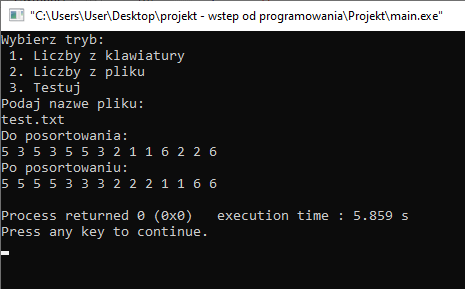 "C:\Users\User\Desktop\projekt - wstep od programowania\Projekt\main.exe"
Wybierz tryb:
1. Liczby z klawiatury
2. Liczby z pliku
3. Testuj
Podaj nazwe pliku:
test.txt
Do posortowania:
5 3 5 3 5 5 3 2 1 1 6 2 2 6
Po posortowaniu:
5 5 5 5 3 3 3 2 2 2 1 1 6 6
Process returned 0 (0x0)   execution time : 5.859 s
Press any key to continue.